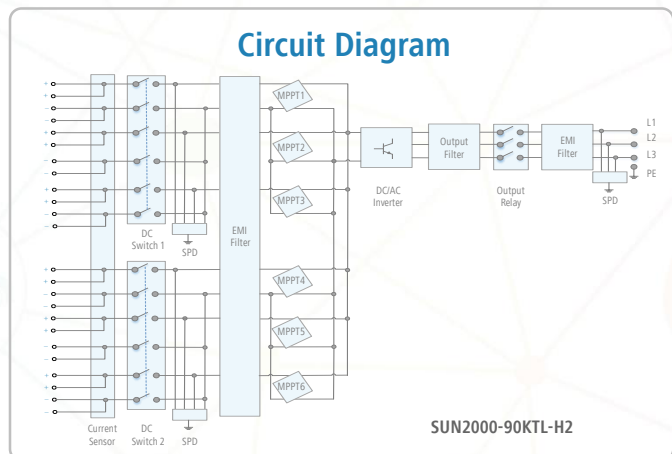 Circuit Diagram
MPPT1
MPPT2
MPPT3
MPPT4
MPPT5
MPPT6
EMI
Filter
DC
Switch 1
SPD
Current
Sensor
DC
Switch 2
SPD
DC/AC
Inverter
Output
Filter
Output
Relay
EMI
Filter
SPD
L1
L2
L3
PE
SUN2000-90KTL-H2